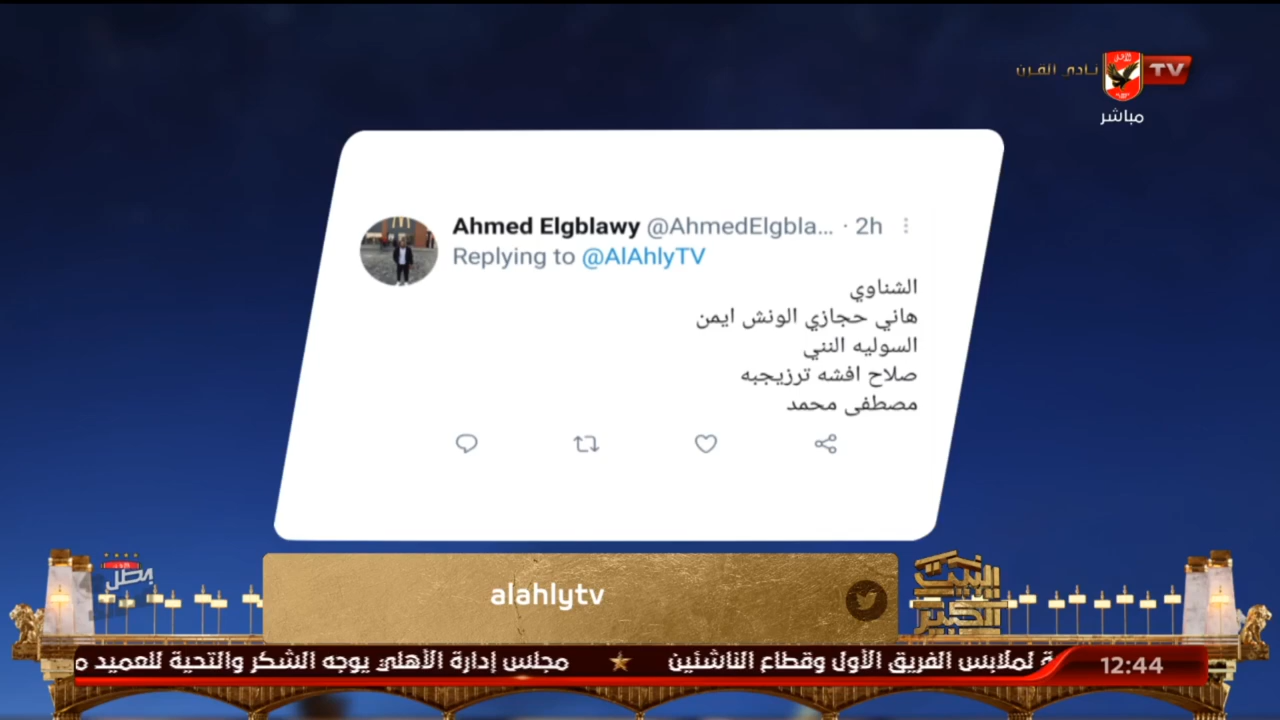 نادي القرن
TV
مباشر
Ahmed Elgblawy @AhmedElgbla... · 2h
Replying to @AlAhlyTV
الشناوي
هاني حجازي الونش ايمن
السوليه النني
صلاح افشه ترزيجبه
مصطفى محمد
alahlytv
البيت الكبير
ة لملابس الفريق الأول وقطاع الناشئين ★ مجلس إدارة الأهلي يوجه الشكر والتحية للعميد م
12:44